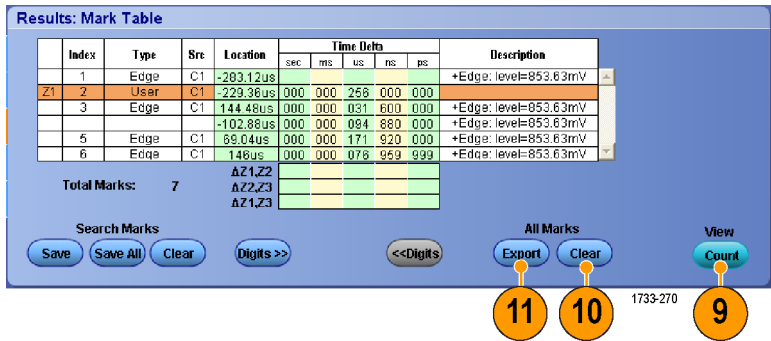 Results: Mark Table
Index Type Src Location Time Delta Description
sec ms us ns ps
1 Edge C1 -283.12us +Edge: level=853.63mV
Z1 2 User C1 -229.36us 000 000 256 000 000
3 Edge C1 144.48us 000 000 031 600 000 +Edge: level=853.63mV
-102.88us 000 000 094 880 000 +Edge: level=853.63mV
5 Edge C1 69.04us 000 000 171 920 000 +Edge: level=853.63mV
6 Edge C1 146us 000 000 076 959 999 +Edge: level=853.63mV
Total Marks: 7
ΔZ1,Z2
ΔZ2,Z3
ΔZ1,Z3
Search Marks All Marks View
Save Save All Clear Digits >> <<Digits Export Clear Count
1733-270
11 10 9